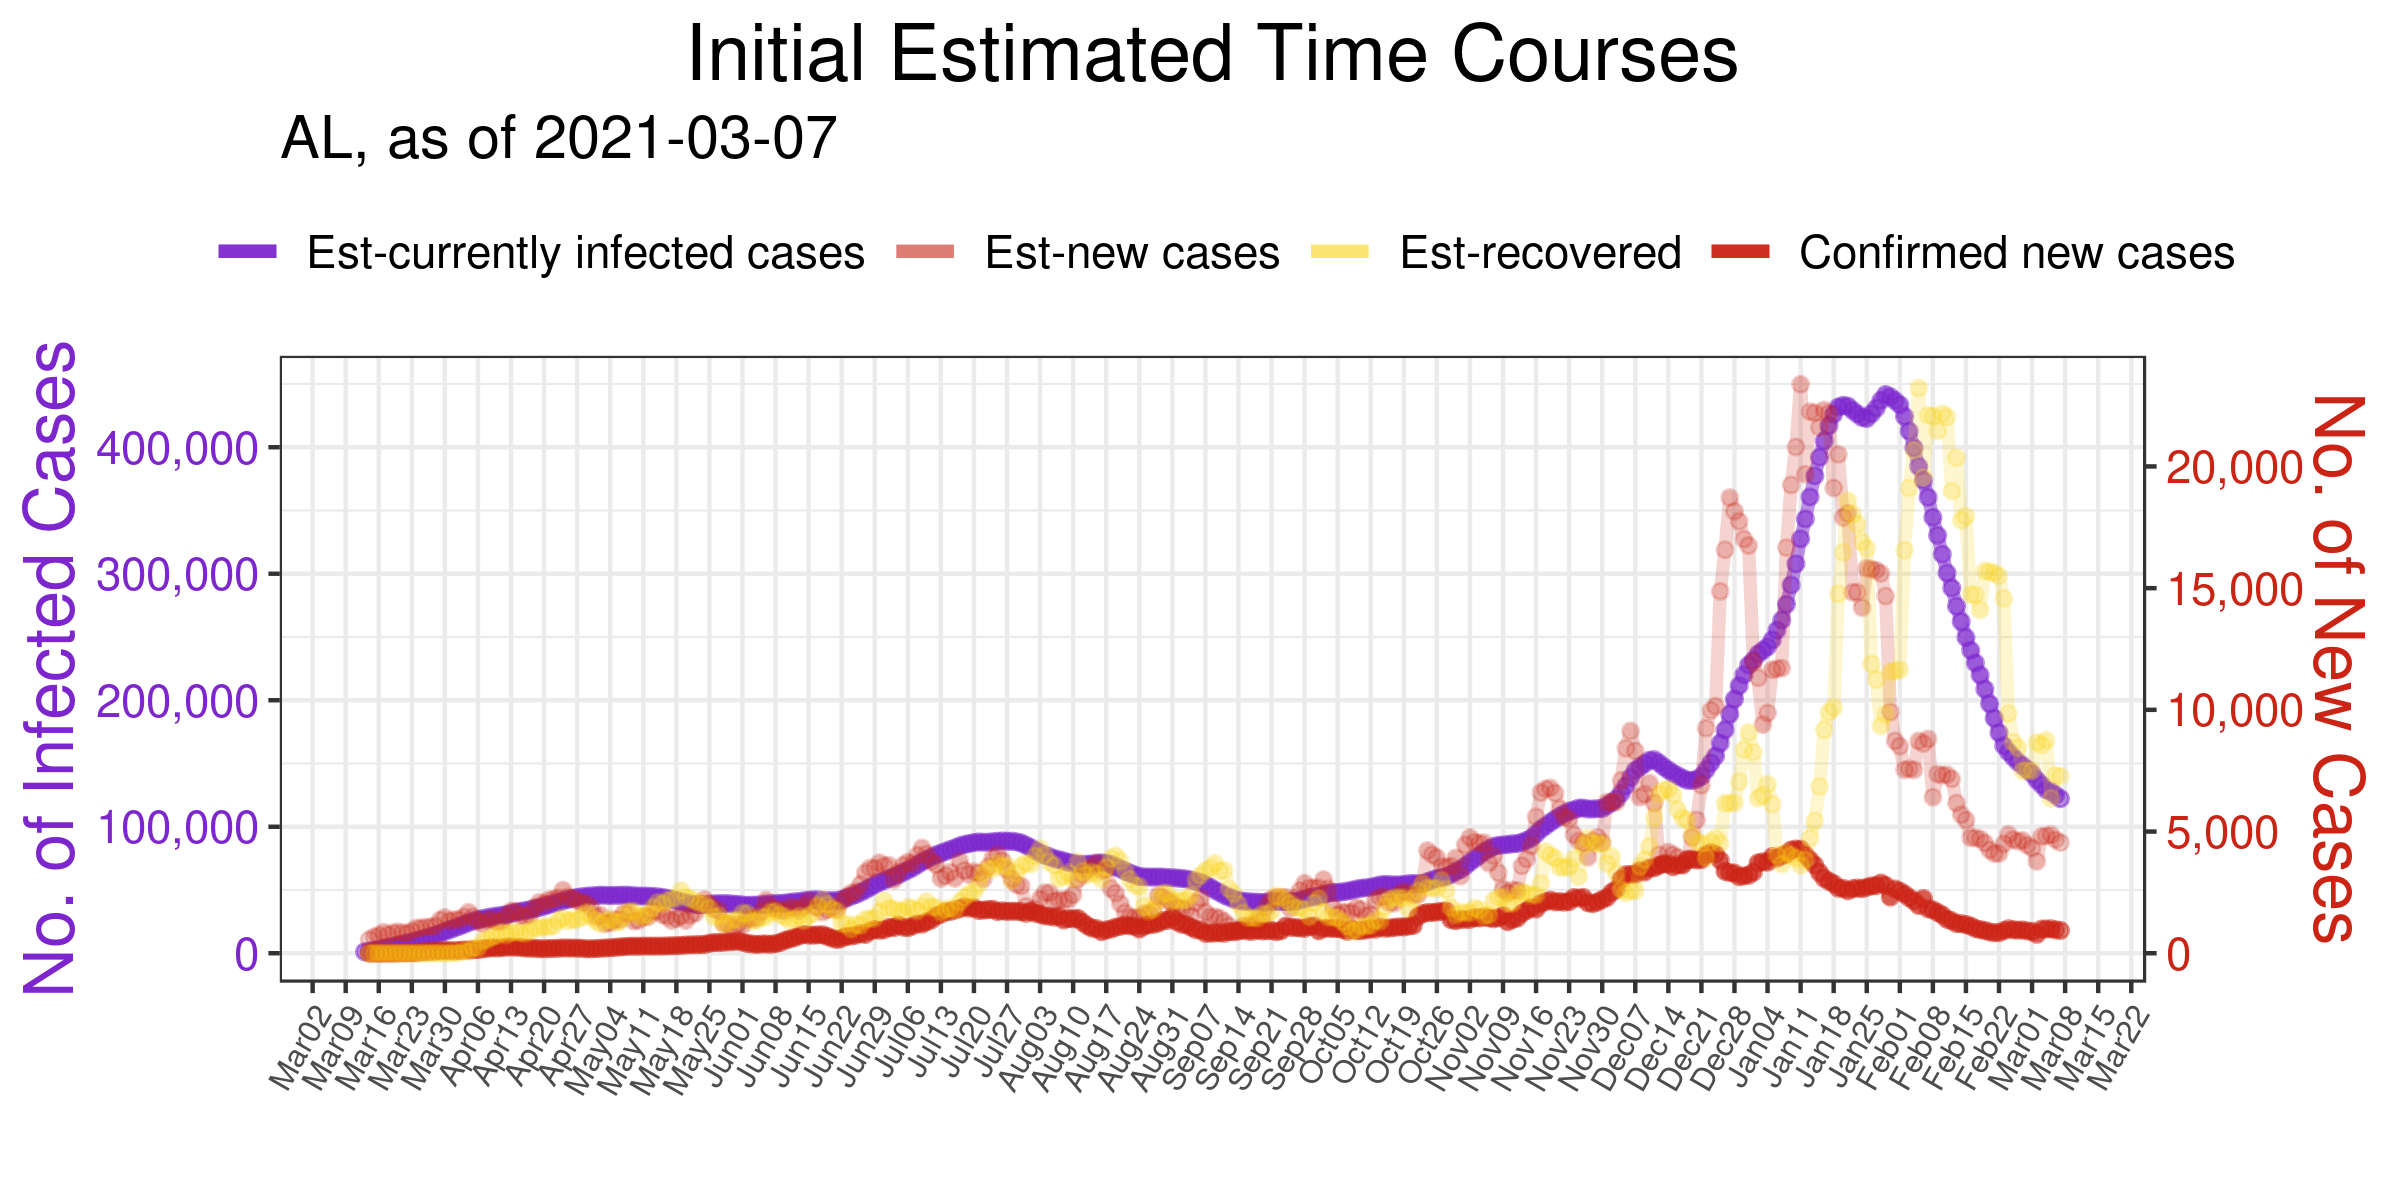 Initial Estimated Time Courses
AL, as of 2021-03-07
Est-currently infected cases
Est-new cases
Est-recovered
Confirmed new cases
No. of Infected Cases
400,000
300,000
200,000
100,000
0
No. of New Cases
20,000
15,000
10,000
5,000
0
Mar02
Mar09
Mar16
Mar23
Mar30
Apr06
Apr13
Apr20
Apr27
May04
May11
May18
May25
Jun01
Jun08
Jun15
Jun22
Jun29
Jul06
Jul13
Jul20
Jul27
Aug03
Aug10
Aug17
Aug24
Aug31
Sep07
Sep14
Sep21
Sep28
Oct05
Oct12
Oct19
Oct26
Nov02
Nov09
Nov16
Nov23
Nov30
Dec07
Dec14
Dec21
Dec28
Jan04
Jan11
Jan18
Jan25
Feb01
Feb08
Feb15
Feb22
Mar01
Mar08
Mar15
Mar22